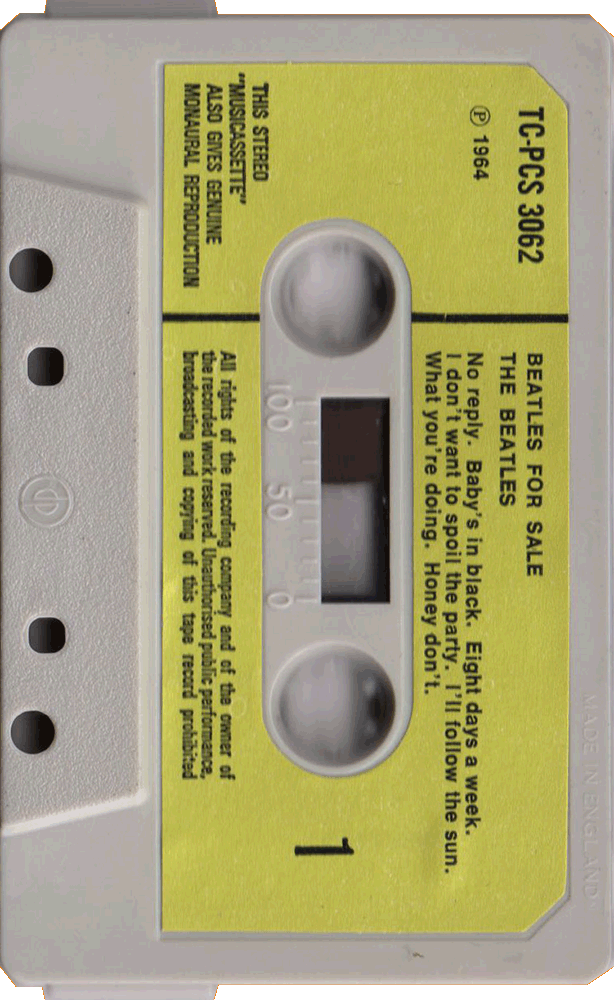 TC-PCS 3062
Ⓟ 1964
BEATLES FOR SALE
THE BEATLES
No reply. Baby's in black. Eight days a week.
I don't want to spoil the party. I'll follow the sun.
What you're doing. Honey don't.
100 50 0
1
THIS STEREO
"MUSICASSETTE"
ALSO GIVES GENUINE
MONAURAL REPRODUCTION
All rights of the recording company and of the owner of
the recorded work reserved. Unauthorised public performance,
broadcasting and copying of this tape record prohibited
MADE IN ENGLAND